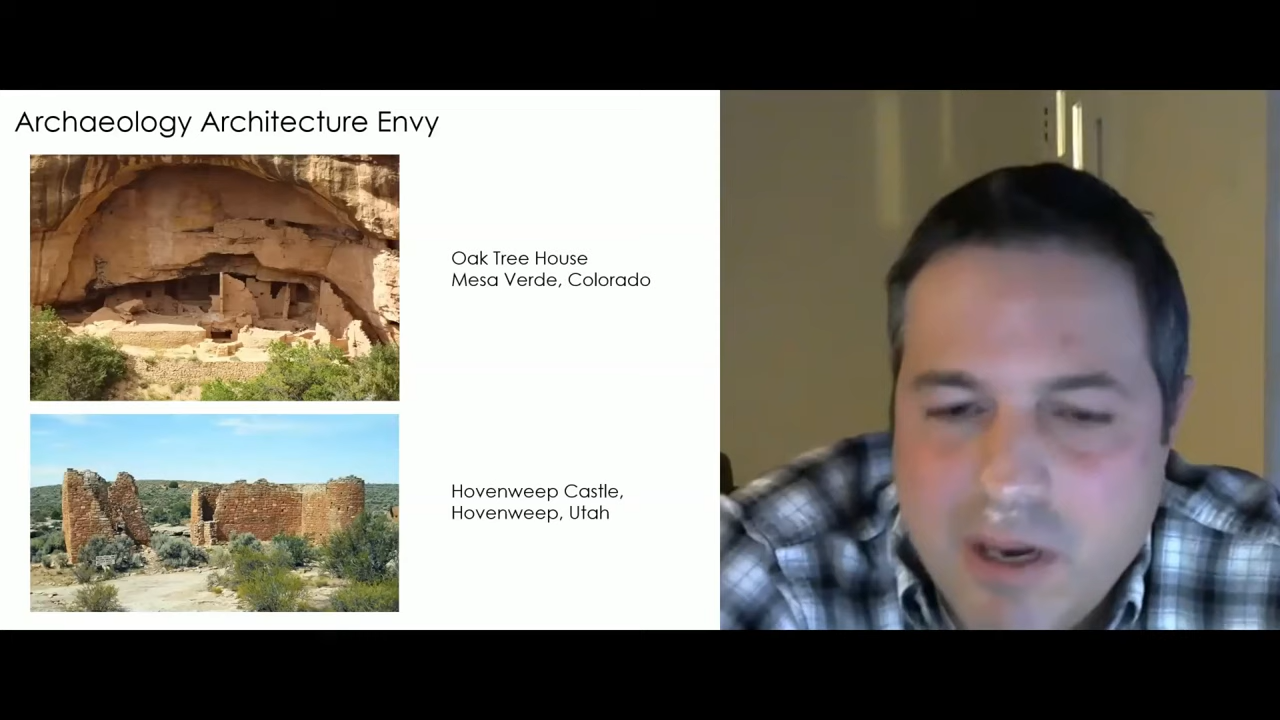 Archaeology Architecture Envy
Oak Tree House
Mesa Verde, Colorado
Hovenweep Castle,
Hovenweep, Utah